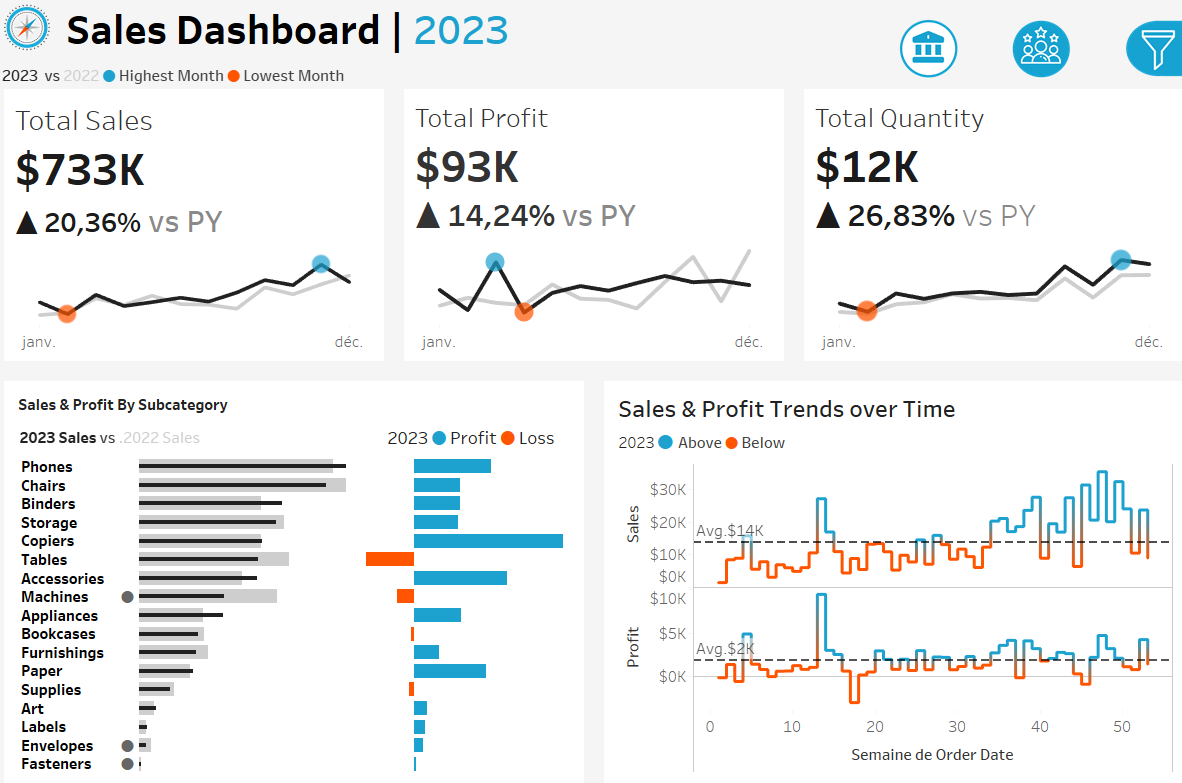 Sales Dashboard | 2023
2023 vs 2022 Highest Month Lowest Month
Total Sales
$733K
▲ 20,36% vs PY
janv. déc.
Total Profit
$93K
▲ 14,24% vs PY
janv. déc.
Total Quantity
$12K
▲ 26,83% vs PY
janv. déc.
Sales & Profit By Subcategory
2023 Sales vs .2022 Sales
2023 Profit Loss
Phones
Chairs
Binders
Storage
Copiers
Tables
Accessories
Machines
Appliances
Bookcases
Furnishings
Paper
Supplies
Art
Labels
Envelopes
Fasteners
Sales & Profit Trends over Time
2023 Above Below
Sales
$30K
$20K
Avg.$14K
$10K
$0K
Profit
$10K
$5K
Avg.$2K
$0K
0 10 20 30 40 50
Semaine de Order Date